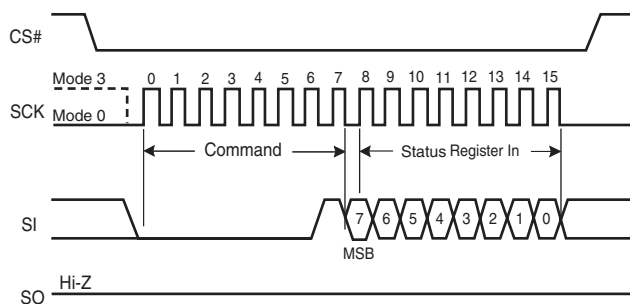 CS#
Mode 3
0 1 2 3 4 5 6 7 8 9 10 11 12 13 14 15
SCK
Mode 0
Command
Status Register In
SI
7 6 5 4 3 2 1 0
MSB
Hi-Z
SO